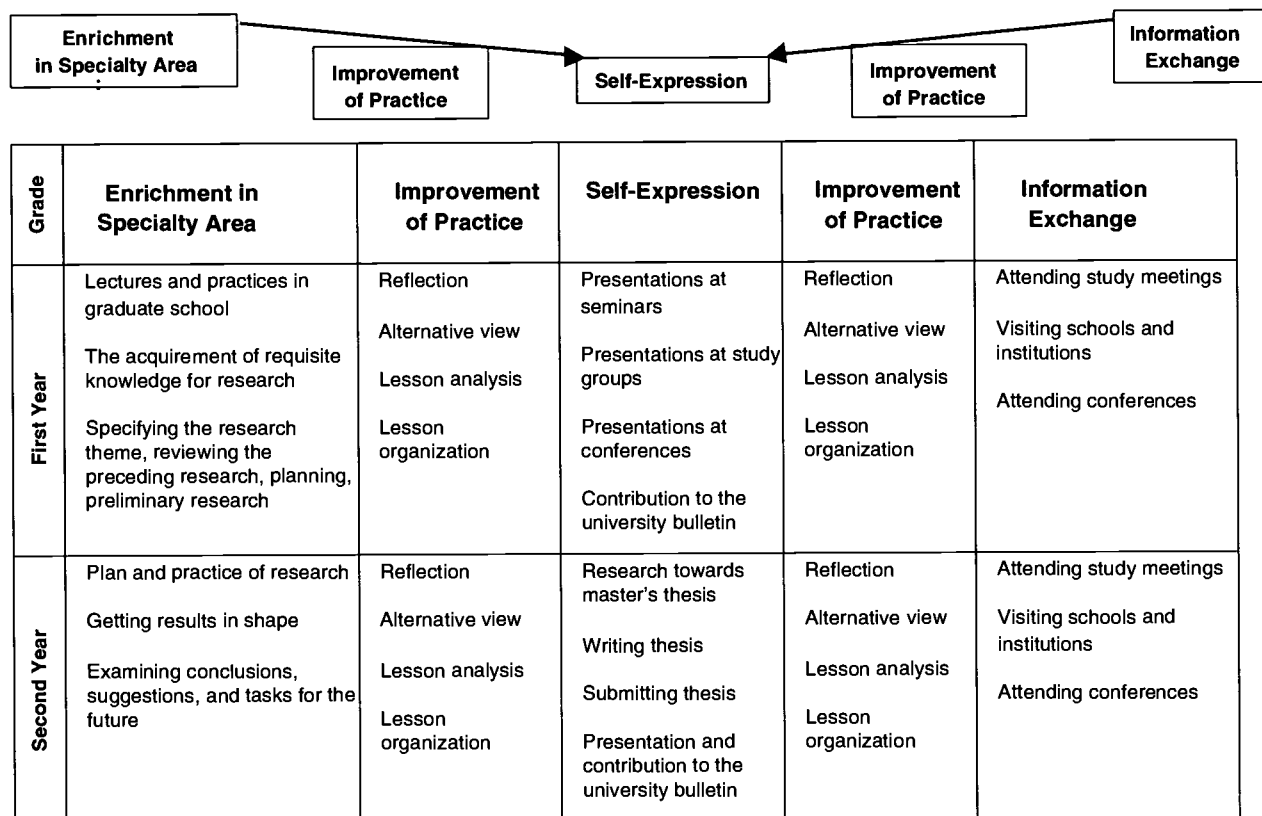 Enrichment
in Specialty Area
:
Improvement
of Practice
Self-Expression
Improvement
of Practice
Information
Exchange
Grade
Enrichment in
Specialty Area
Improvement
of Practice
Self-Expression
Improvement
of Practice
Information
Exchange
First Year
Lectures and practices in
graduate school
The acquirement of requisite
knowledge for research
Specifying the research
theme, reviewing the
preceding research, planning,
preliminary research
Reflection
Alternative view
Lesson analysis
Lesson
organization
Presentations at
seminars
Presentations at study
groups
Presentations at
conferences
Contribution to the
university bulletin
Reflection
Alternative view
Lesson analysis
Lesson
organization
Attending study meetings
Visiting schools and
institutions
Attending conferences
Second Year
Plan and practice of research
Getting results in shape
Examining conclusions,
suggestions, and tasks for the
future
Reflection
Alternative view
Lesson analysis
Lesson
organization
Research towards
master's thesis
Writing thesis
Submitting thesis
Presentation and
contribution to the
university bulletin
Reflection
Alternative view
Lesson analysis
Lesson
organization
Attending study meetings
Visiting schools and
institutions
Attending conferences